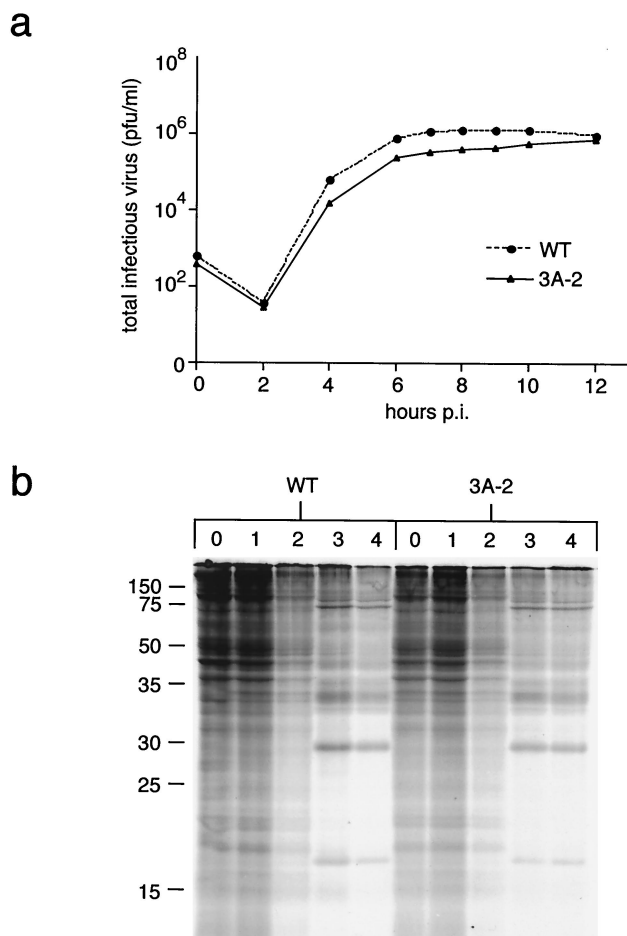 a
total infectious virus (pfu/ml)
10^8
10^6
10^4
10^2
0
WT
3A-2
0 2 4 6 8 10 12
hours p.i.
b
WT 3A-2
0 1 2 3 4 0 1 2 3 4
150
75
50
35
30
25
15